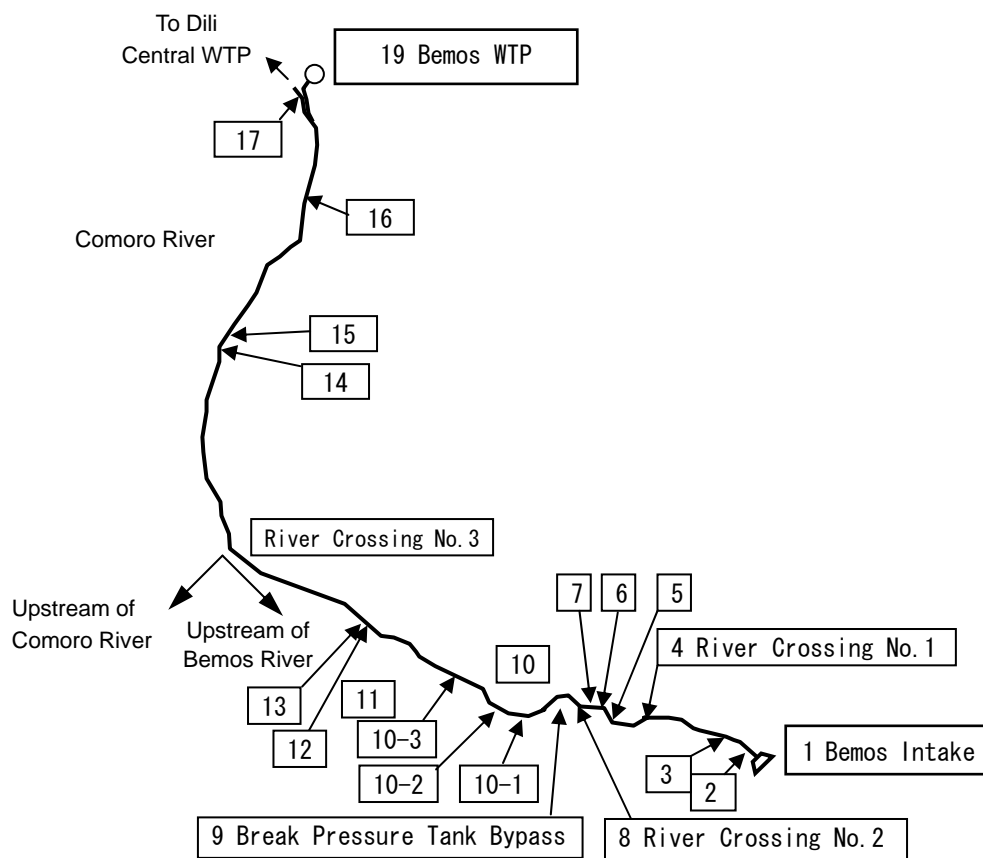 To Dili
Central WTP
19 Bemos WTP
17
16
Comoro River
15
14
River Crossing No.3
7
6
5
Upstream of
Comoro River
Upstream of
Bemos River
4 River Crossing No.1
10
13
11
12
10-3
10-2
10-1
3
2
1 Bemos Intake
9 Break Pressure Tank Bypass
8 River Crossing No.2